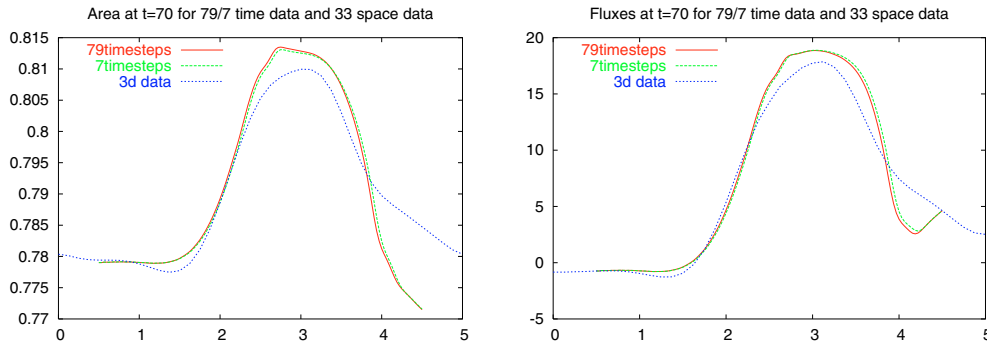 Area at t=70 for 79/7 time data and 33 space data
0.815
0.81
0.805
0.8
0.795
0.79
0.785
0.78
0.775
0.77
79timesteps
7timesteps
3d data
0 1 2 3 4 5
Fluxes at t=70 for 79/7 time data and 33 space data
20
15
10
5
0
-5
79timesteps
7timesteps
3d data
0 1 2 3 4 5